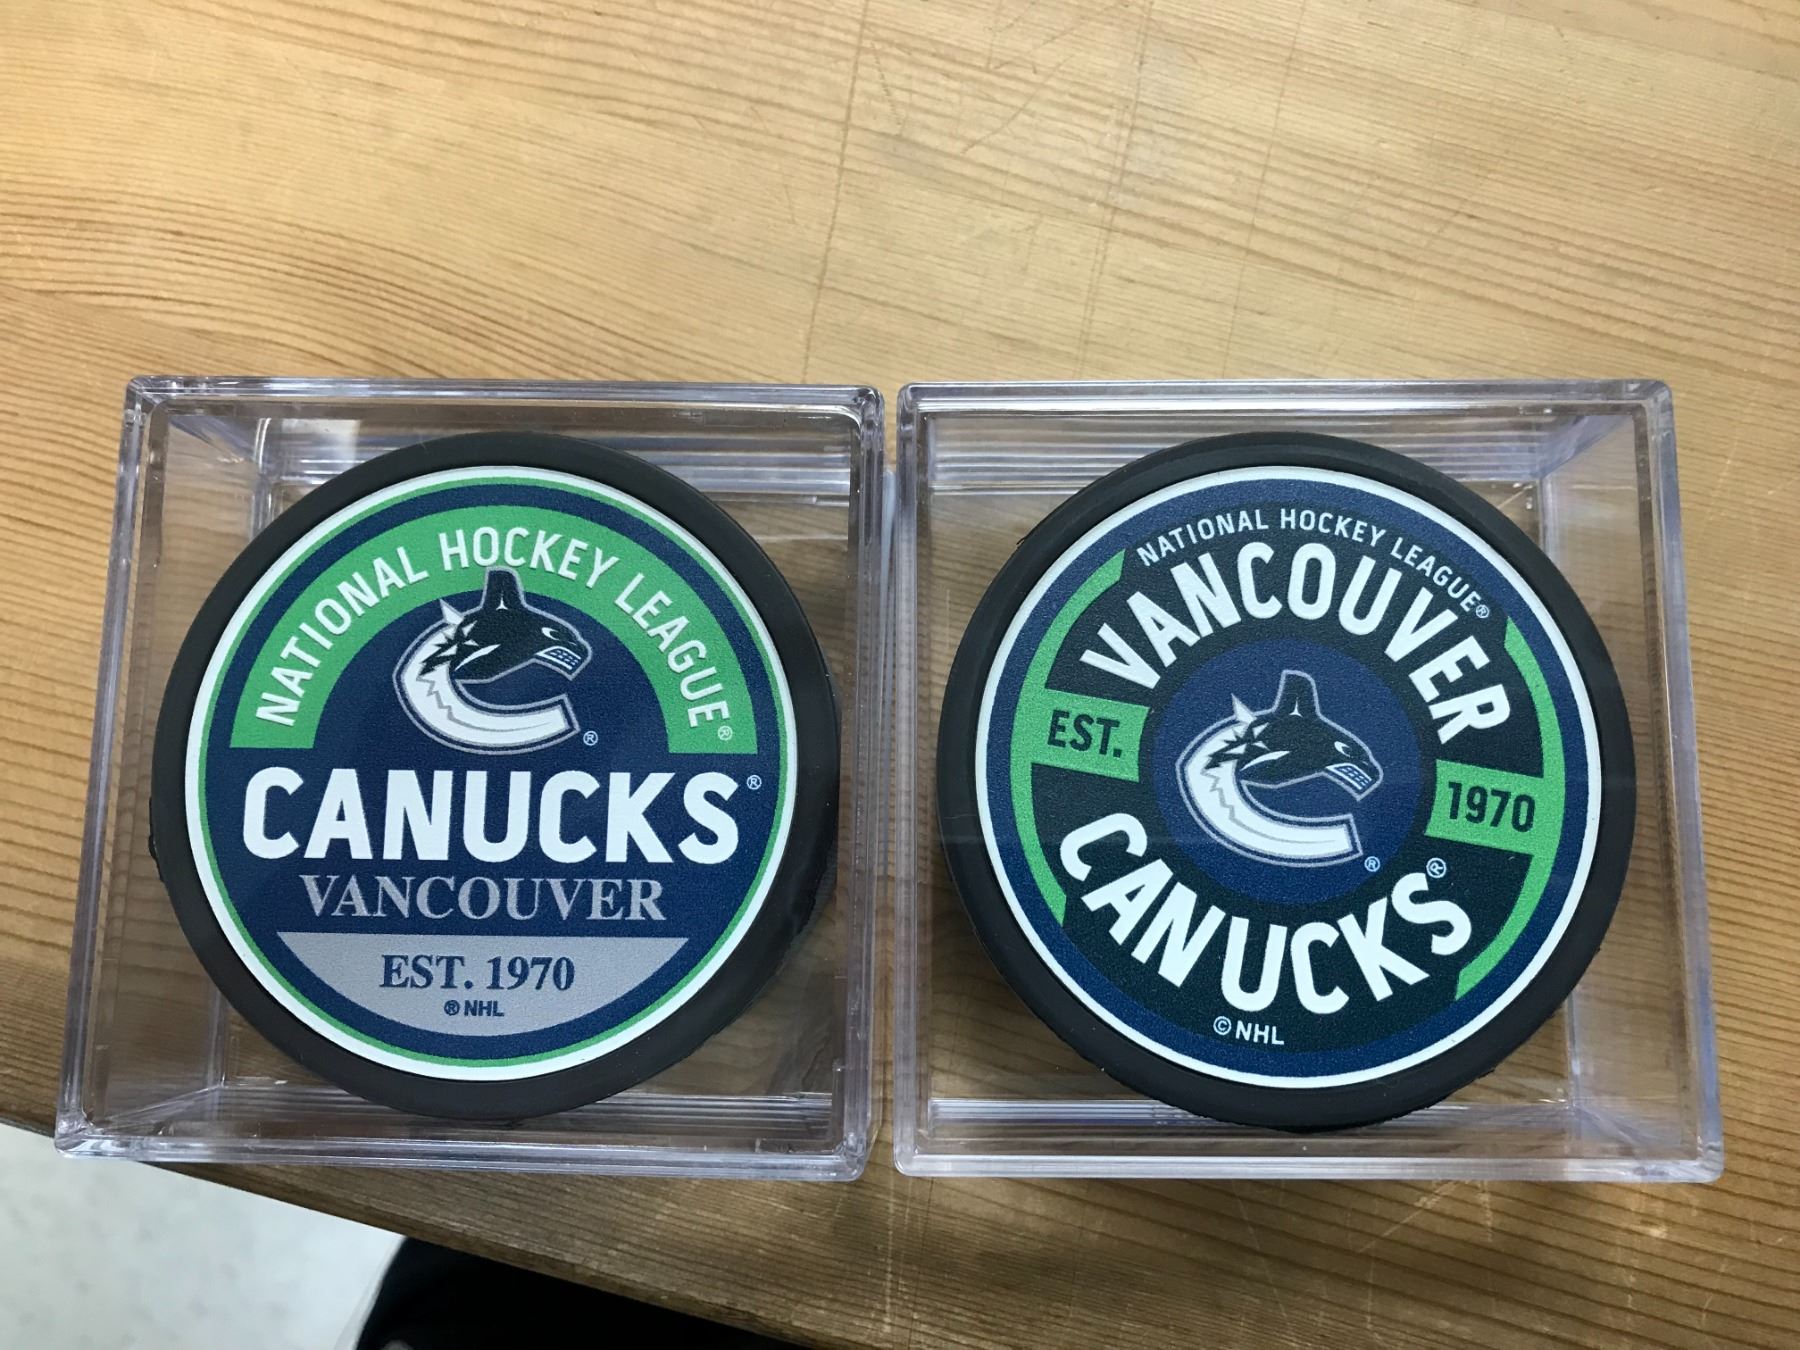 NATIONAL HOCKEY LEAGUE®
®
CANUCKS®
VANCOUVER
EST. 1970
® NHL
NATIONAL HOCKEY LEAGUE®
VANCOUVER
EST.
1970
®
CANUCKS®
© NHL